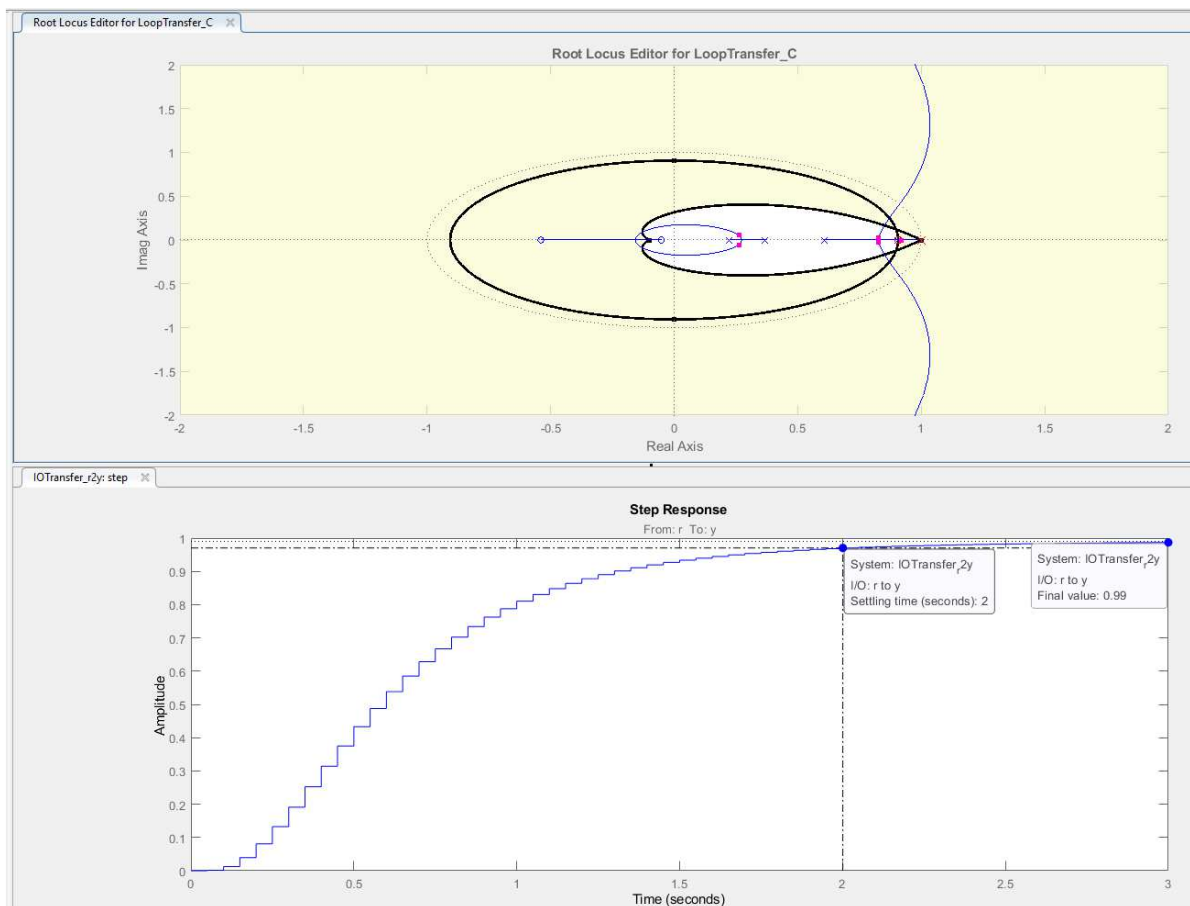 Root Locus Editor for LoopTransfer_C
Root Locus Editor for LoopTransfer_C
2
1.5
1
0.5
0
-0.5
-1
-1.5
-2
Imag Axis
-2
-1.5
-1
-0.5
0
0.5
1
1.5
2
Real Axis
IOTransfer_r2y: step
Step Response
From: r To: y
1
0.9
0.8
0.7
0.6
0.5
0.4
0.3
0.2
0.1
0
Amplitude
System: IOTransfer_r2y
I/O: r to y
Settling time (seconds): 2
System: IOTransfer_r2y
I/O: r to y
Final value: 0.99
0
0.5
1
1.5
2
2.5
3
Time (seconds)